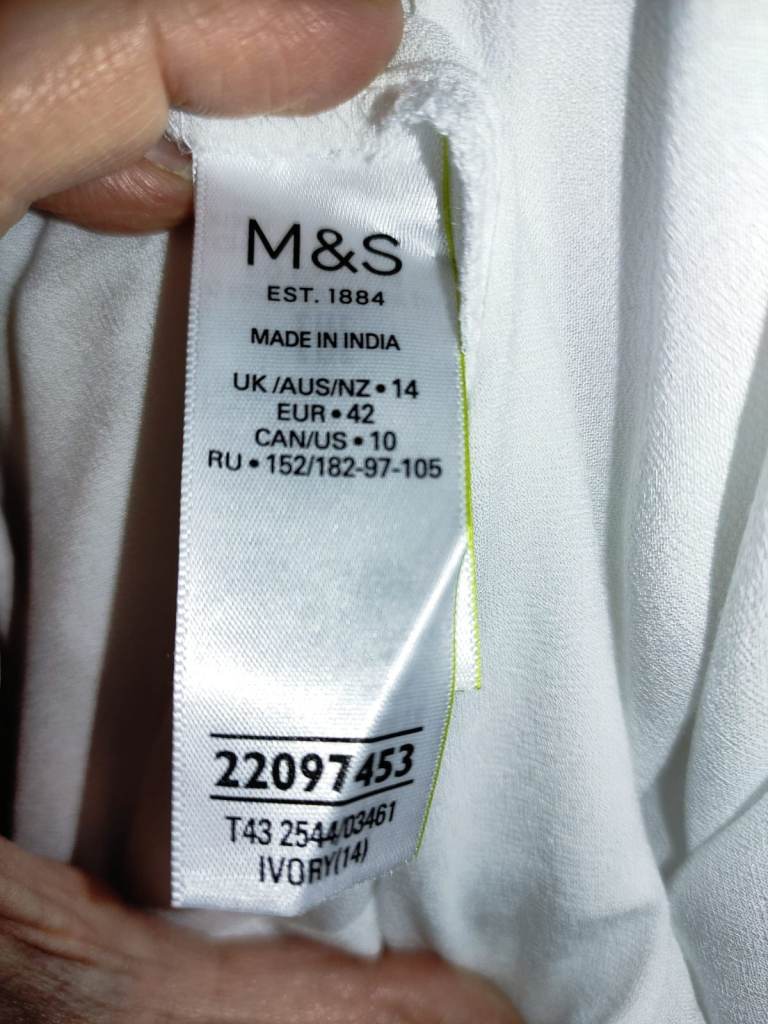 M&S
EST. 1884
MADE IN INDIA
UK/AUS/NZ • 14
EUR • 42
CAN/US • 10
RU • 152/182-97-105
22097453
T43 2544/03461
IVORY(14)